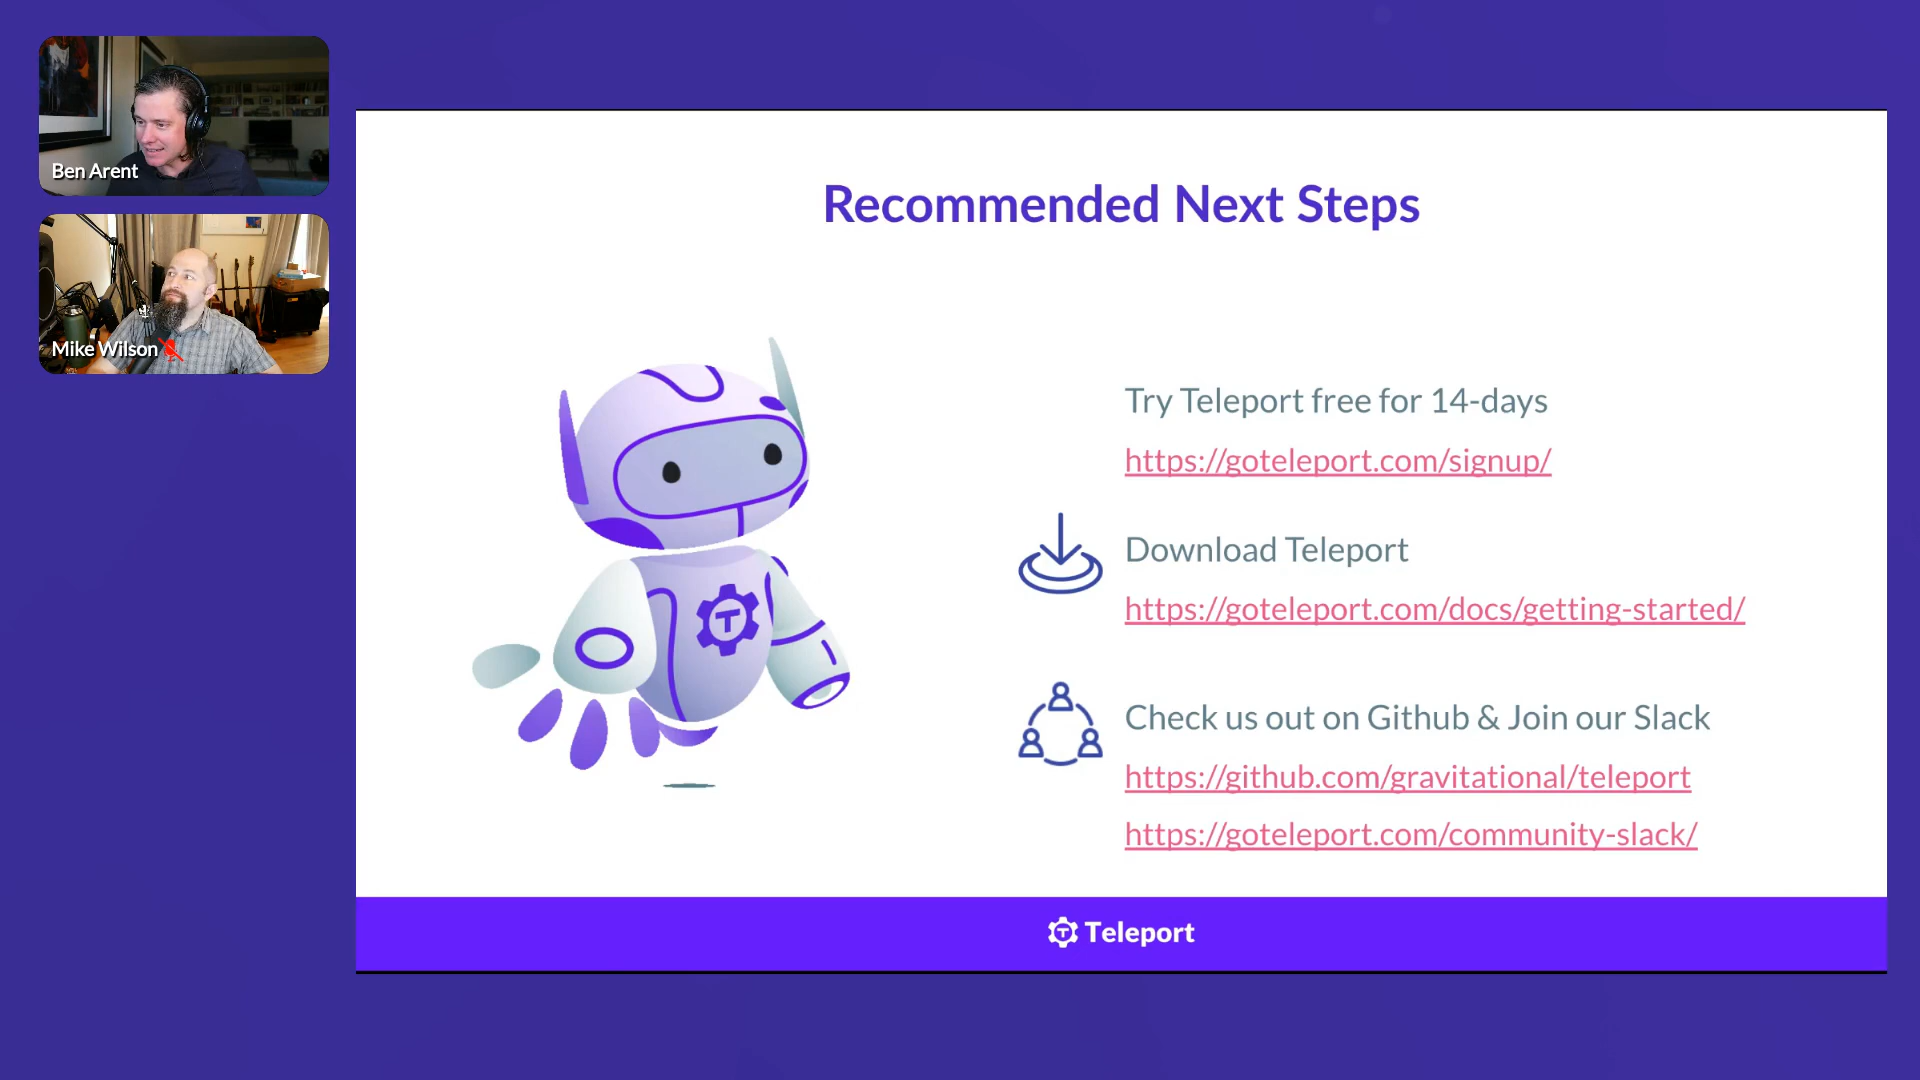 Ben Arent
Mike Wilson
Recommended Next Steps
Try Teleport free for 14-days
https://goteleport.com/signup/
Download Teleport
https://goteleport.com/docs/getting-started/
Check us out on Github & Join our Slack
https://github.com/gravitational/teleport
https://goteleport.com/community-slack/
T
T Teleport